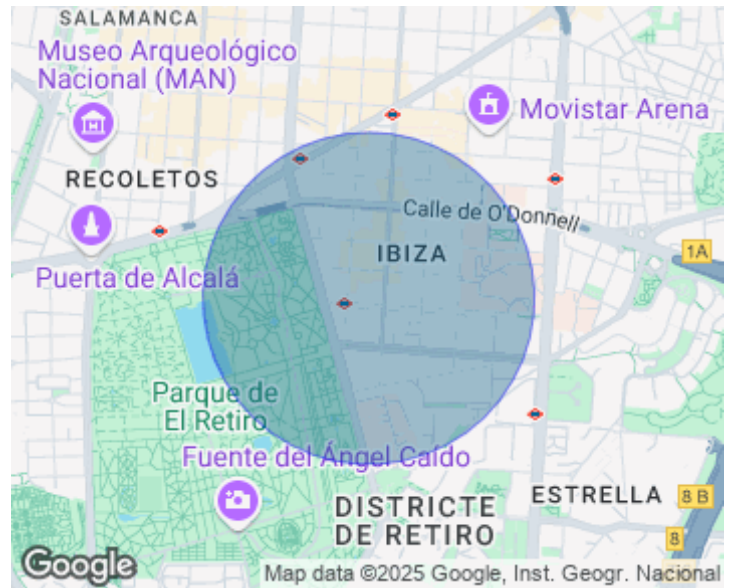 SALAMANCA
Museo Arqueológico
Nacional (MAN)
Movistar Arena
RECOLETOS
Calle de O'Donnell
IBIZA
1A
Puerta de Alcalá
Parque de
El Retiro
Fuente del Ángel Caído
DISTRICTE
DE RETIRO
ESTRELLA
8 B
8
Google
Map data ©2025 Google, Inst. Geogr. Nacional